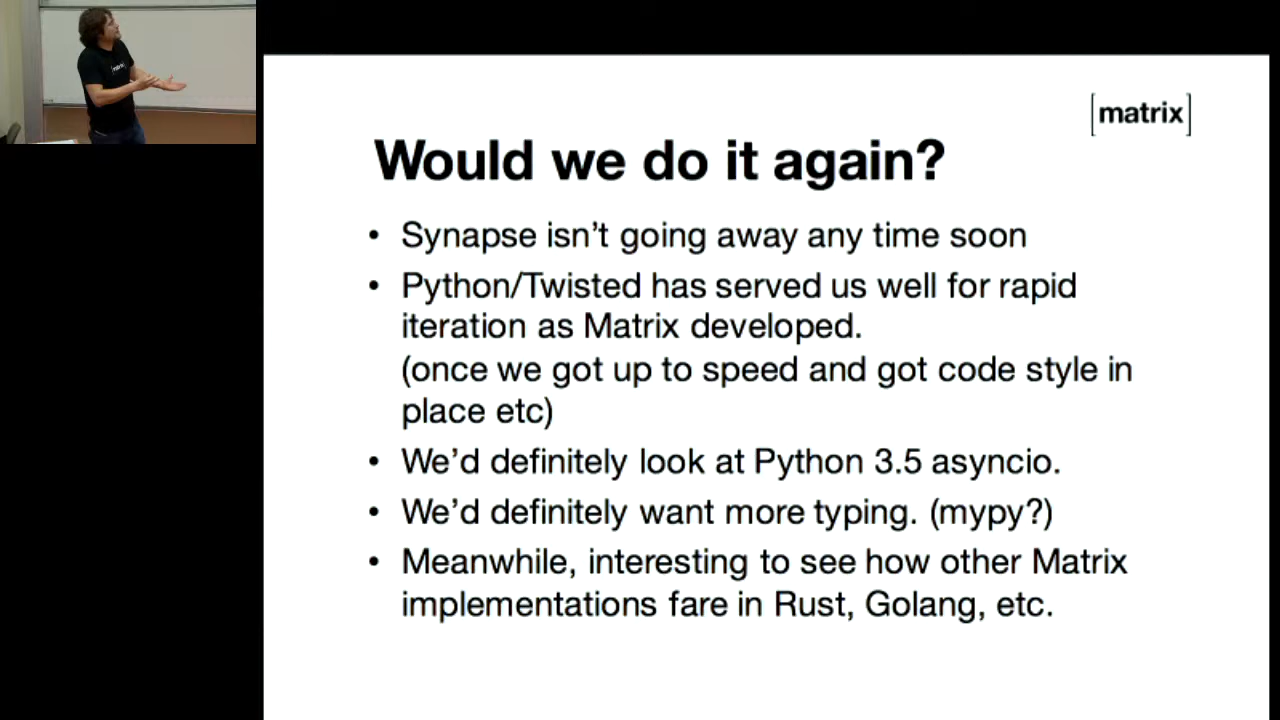 [matrix]
Would we do it again?
• Synapse isn’t going away any time soon
• Python/Twisted has served us well for rapid
iteration as Matrix developed.
(once we got up to speed and got code style in
place etc)
• We’d definitely look at Python 3.5 asyncio.
• We’d definitely want more typing. (mypy?)
• Meanwhile, interesting to see how other Matrix
implementations fare in Rust, Golang, etc.